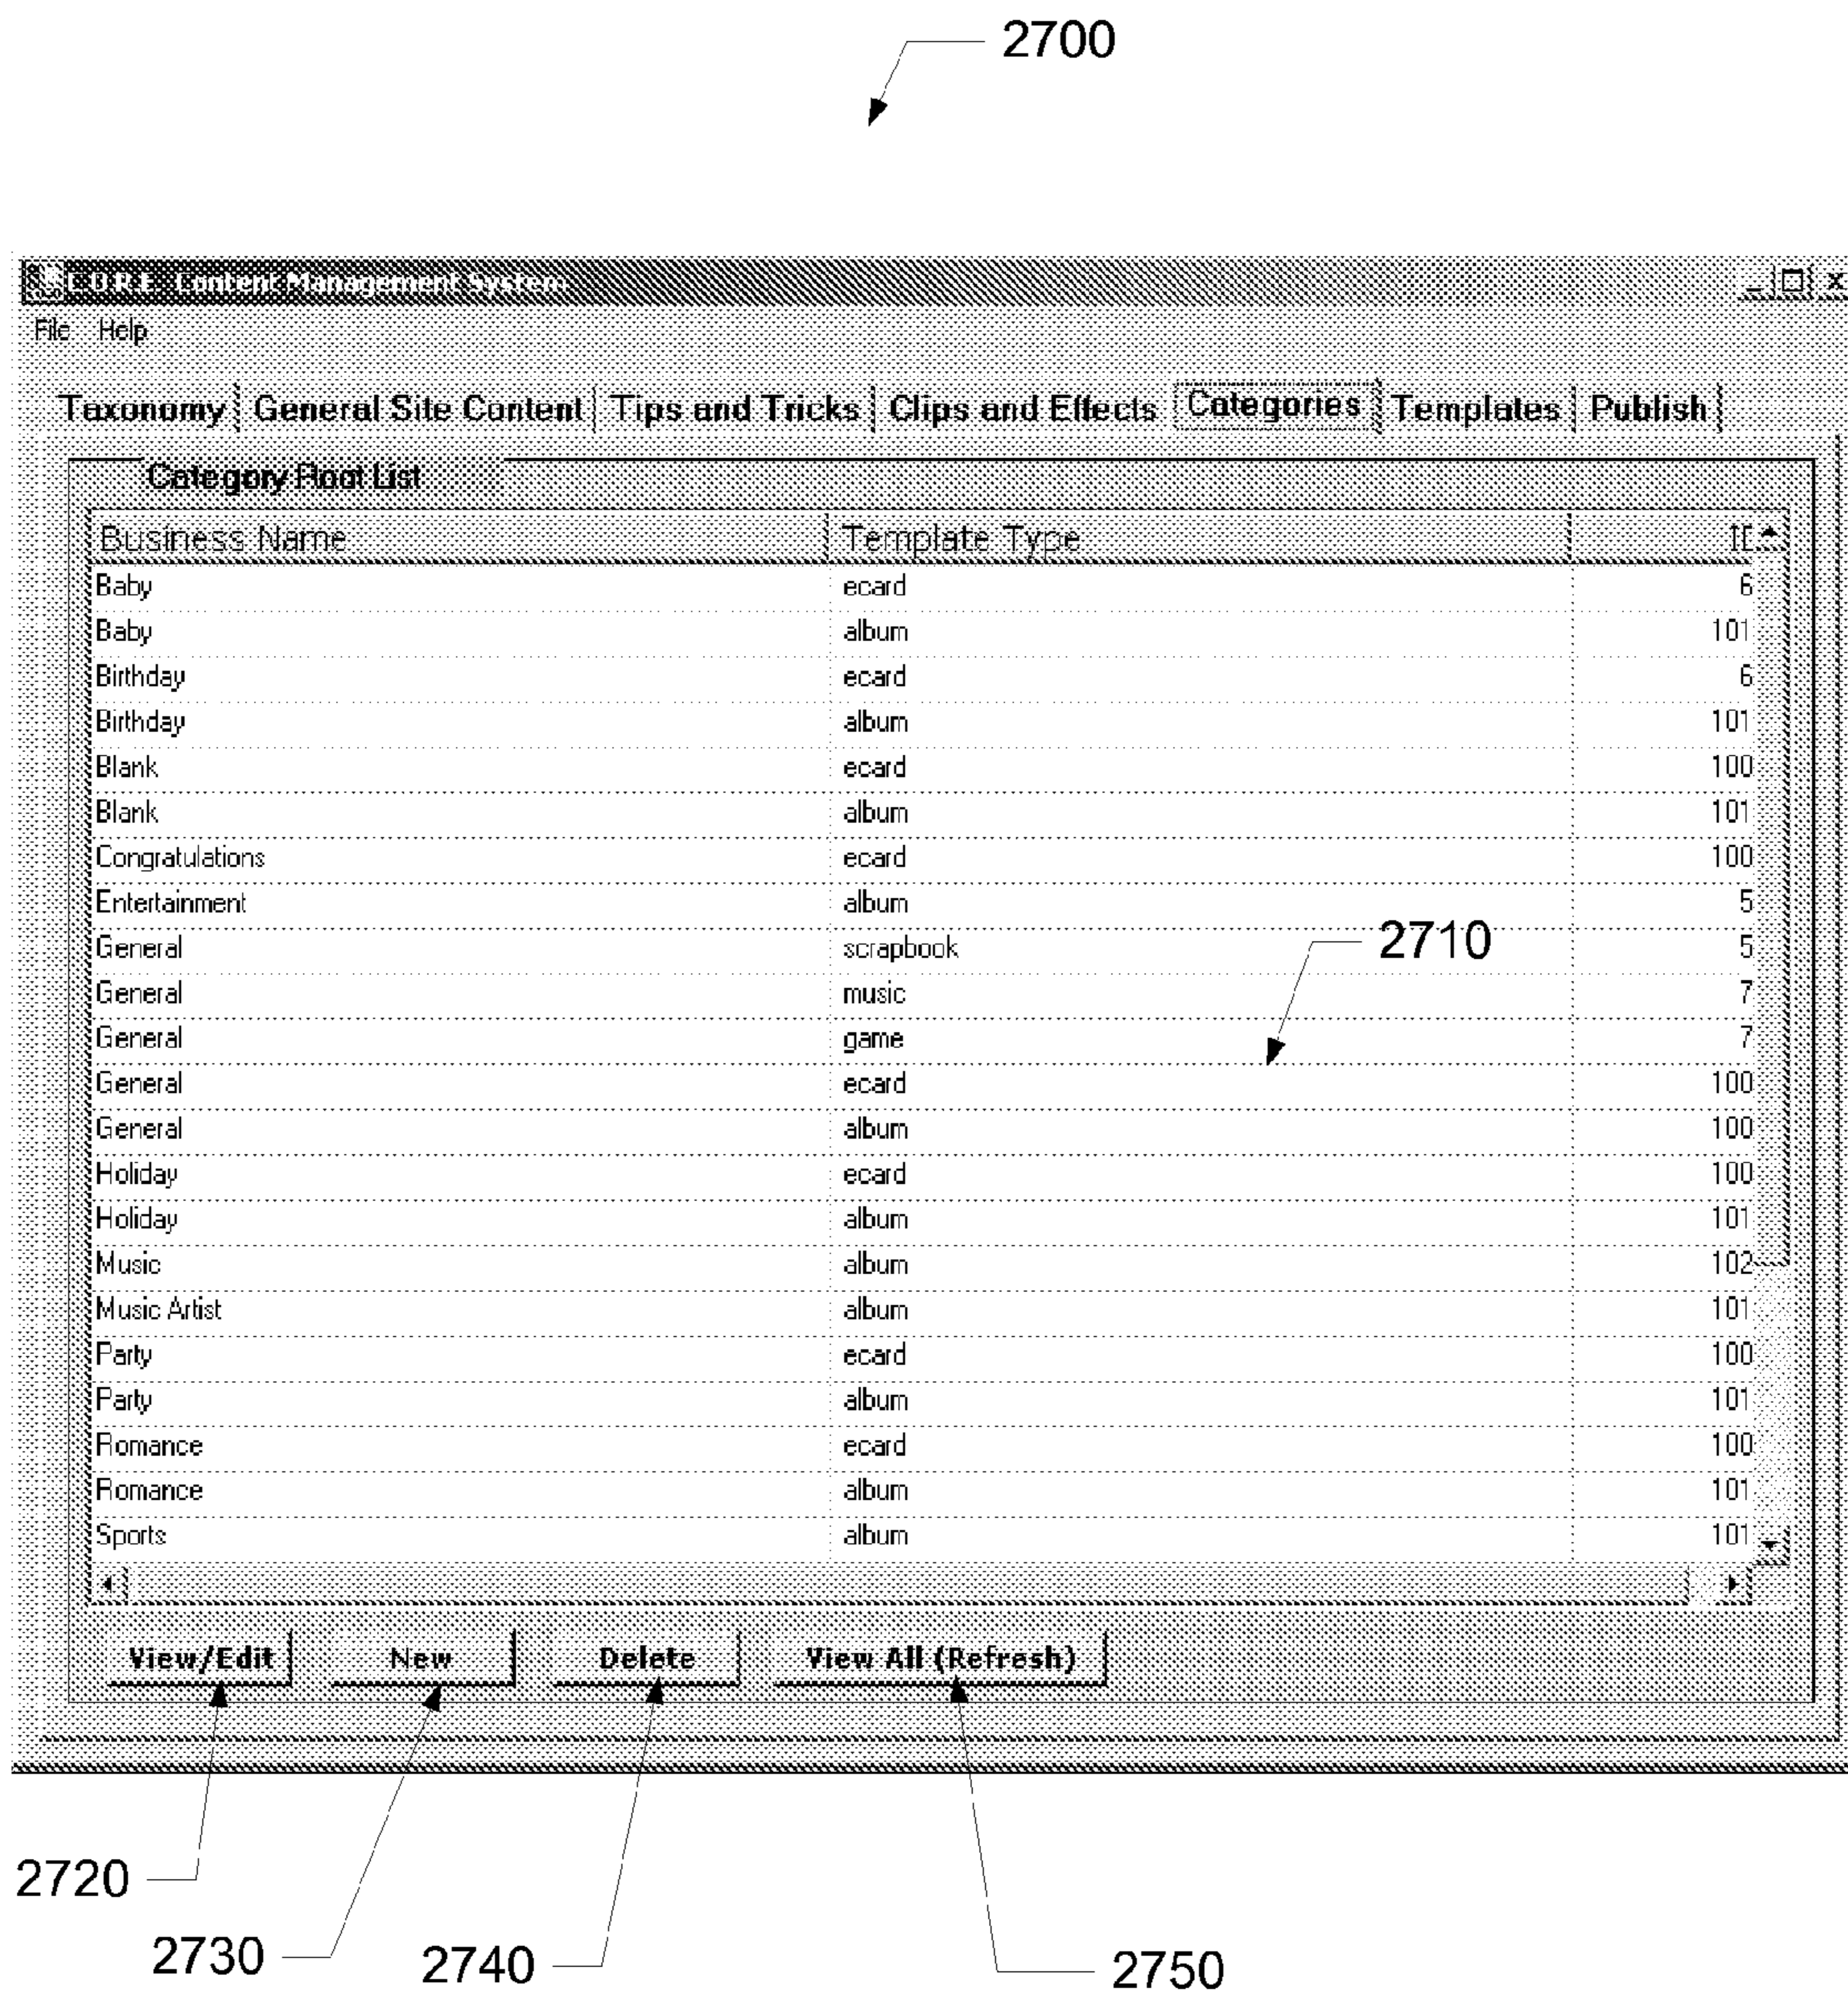 2700
C.O.R.E. Content Management System
File Help
Taxonomy General Site Content Tips and Tricks Clips and Effects Categories Templates Publish
Category Root List
Business Name Template Type
Baby ecard 6
Baby album 101
Birthday ecard 6
Birthday album 101
Blank ecard 100
Blank album 101
Congratulations ecard 100
Entertainment album 5
General scrapbook 5
2710
General music 7
General game 7
General ecard 100
General album 100
Holiday ecard 100
Holiday album 101
Music album 102
Music Artist album 101
Party ecard 100
Party album 101
Romance ecard 100
Romance album 101
Sports album 101
View/Edit New Delete View All (Refresh)
2720
2730 2740 2750